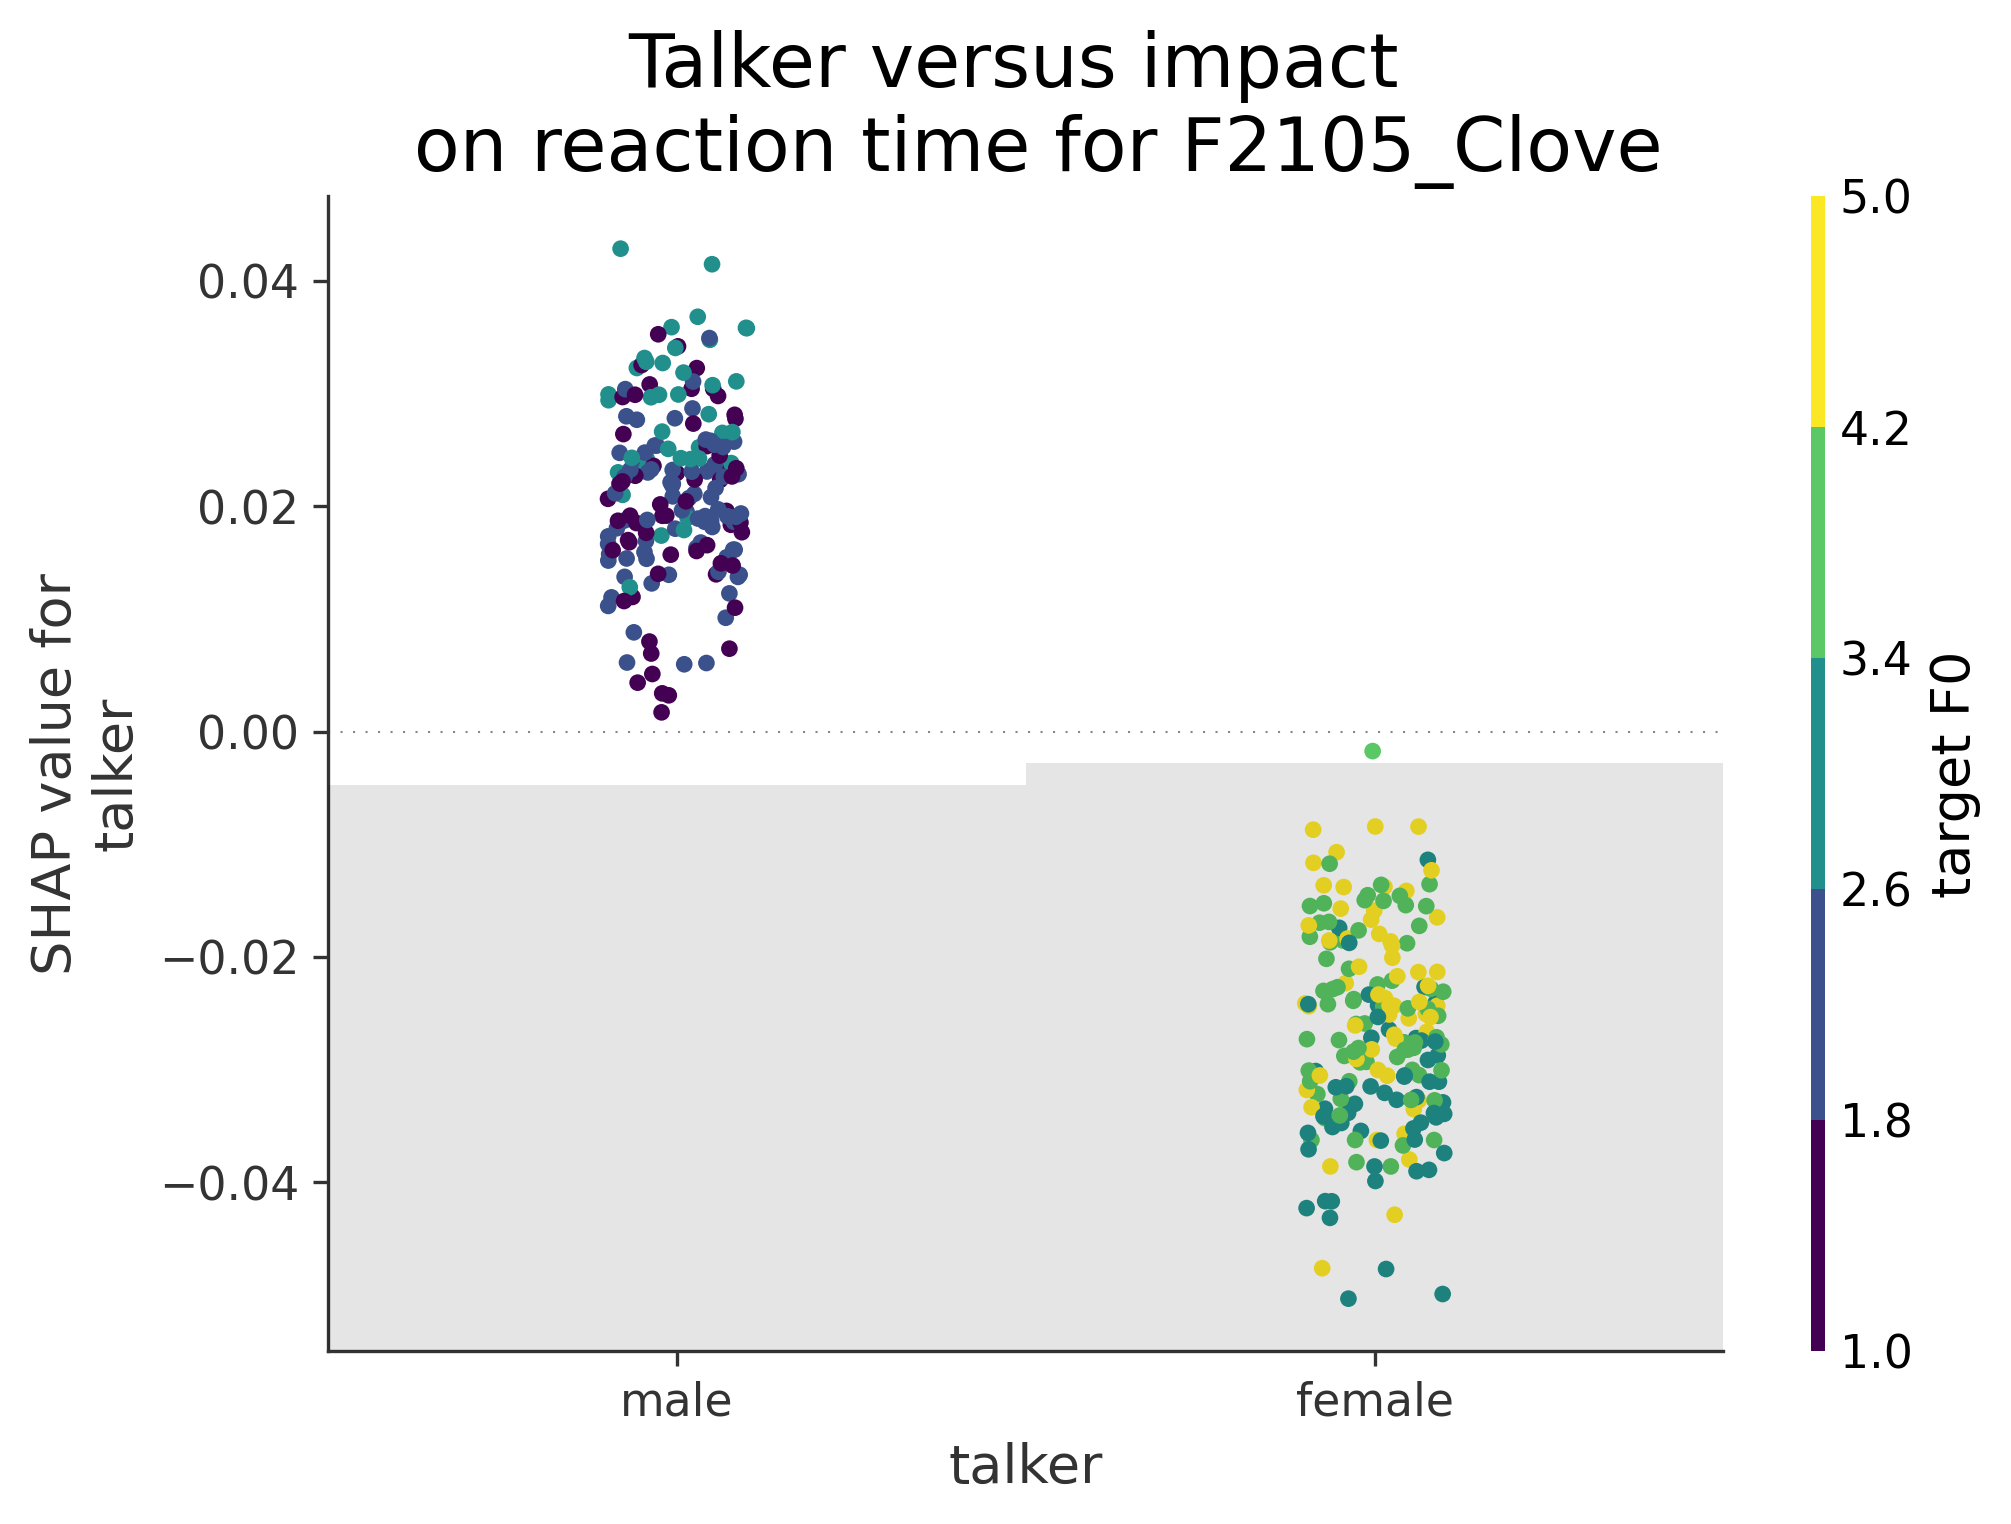 Talker versus impact
on reaction time for F2105_Clove
SHAP value for
talker
0.04
0.02
0.00
−0.02
−0.04
male
female
talker
5.0
4.2
3.4
2.6
1.8
1.0
target F0